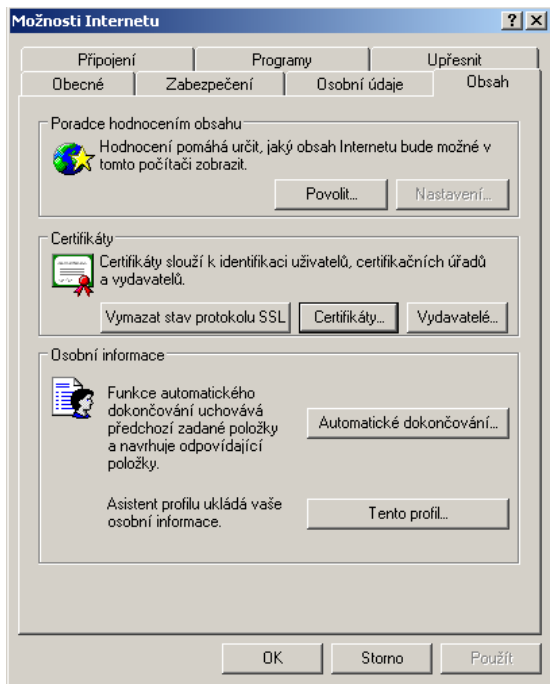 Možnosti Internetu
Připojení Programy Upřesnit
Obecné Zabezpečení Osobní údaje Obsah
Poradce hodnocením obsahu
Hodnocení pomáhá určit, jaký obsah Internetu bude možné v
tomto počítači zobrazit.
Povolit... Nastavení...
Certifikáty
Certifikáty slouží k identifikaci uživatelů, certifikačních úřadů
a vydavatelů.
Vymazat stav protokolu SSL Certifikáty... Vydavatelé...
Osobní informace
Funkce automatického
dokončování uchovává
předchozí zadané položky
a navrhuje odpovídající
položky.
Automatické dokončování...
Asistent profilu ukládá vaše
osobní informace.
Tento profil...
OK Storno Použít